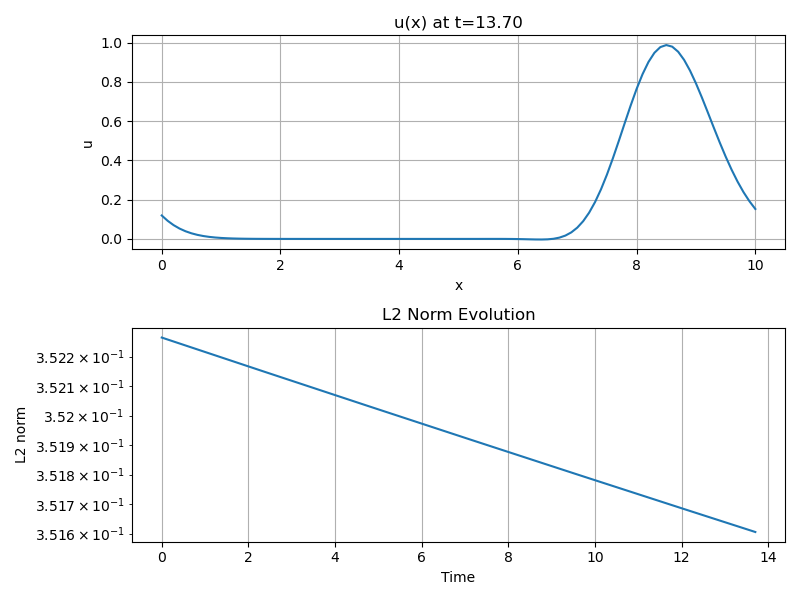 u(x) at t=13.70
1.0
0.8
0.6
0.4
0.2
0.0
u
0 2 4 6 8 10
x
L2 Norm Evolution
3.522 × 10⁻¹
3.521 × 10⁻¹
3.52 × 10⁻¹
3.519 × 10⁻¹
3.518 × 10⁻¹
3.517 × 10⁻¹
3.516 × 10⁻¹
L2 norm
0 2 4 6 8 10 12 14
Time